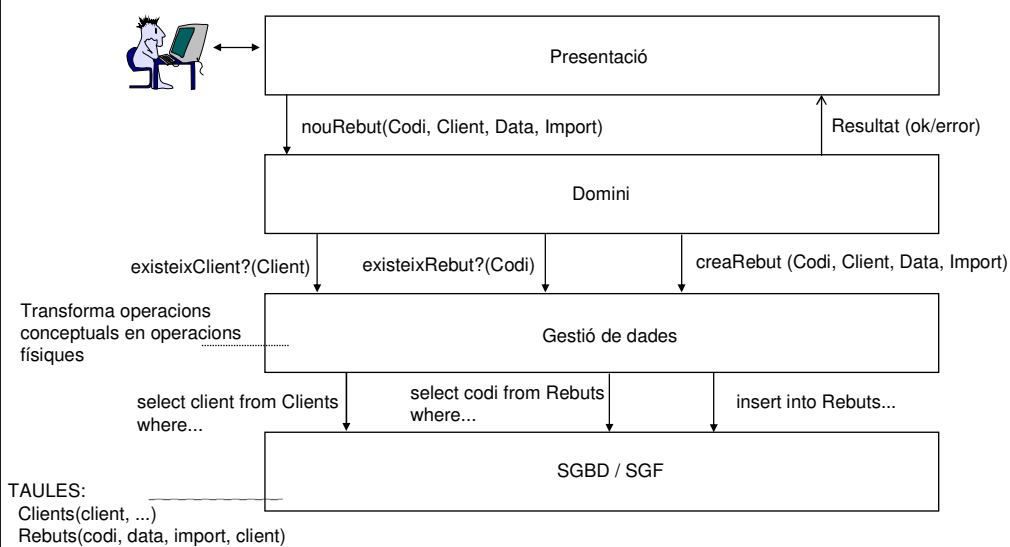 Presentació
nouRebut(Codi, Client, Data, Import)
Resultat (ok/error)
Domini
existeixClient?(Client)
existeixRebut?(Codi)
creaRebut (Codi, Client, Data, Import)
Transforma operacions
conceptuals en operacions
físiques
Gestió de dades
select client from Clients
where...
select codi from Rebuts
where...
insert into Rebuts...
SGBD / SGF
TAULES:
Clients(client, ...)
Rebuts(codi, data, import, client)